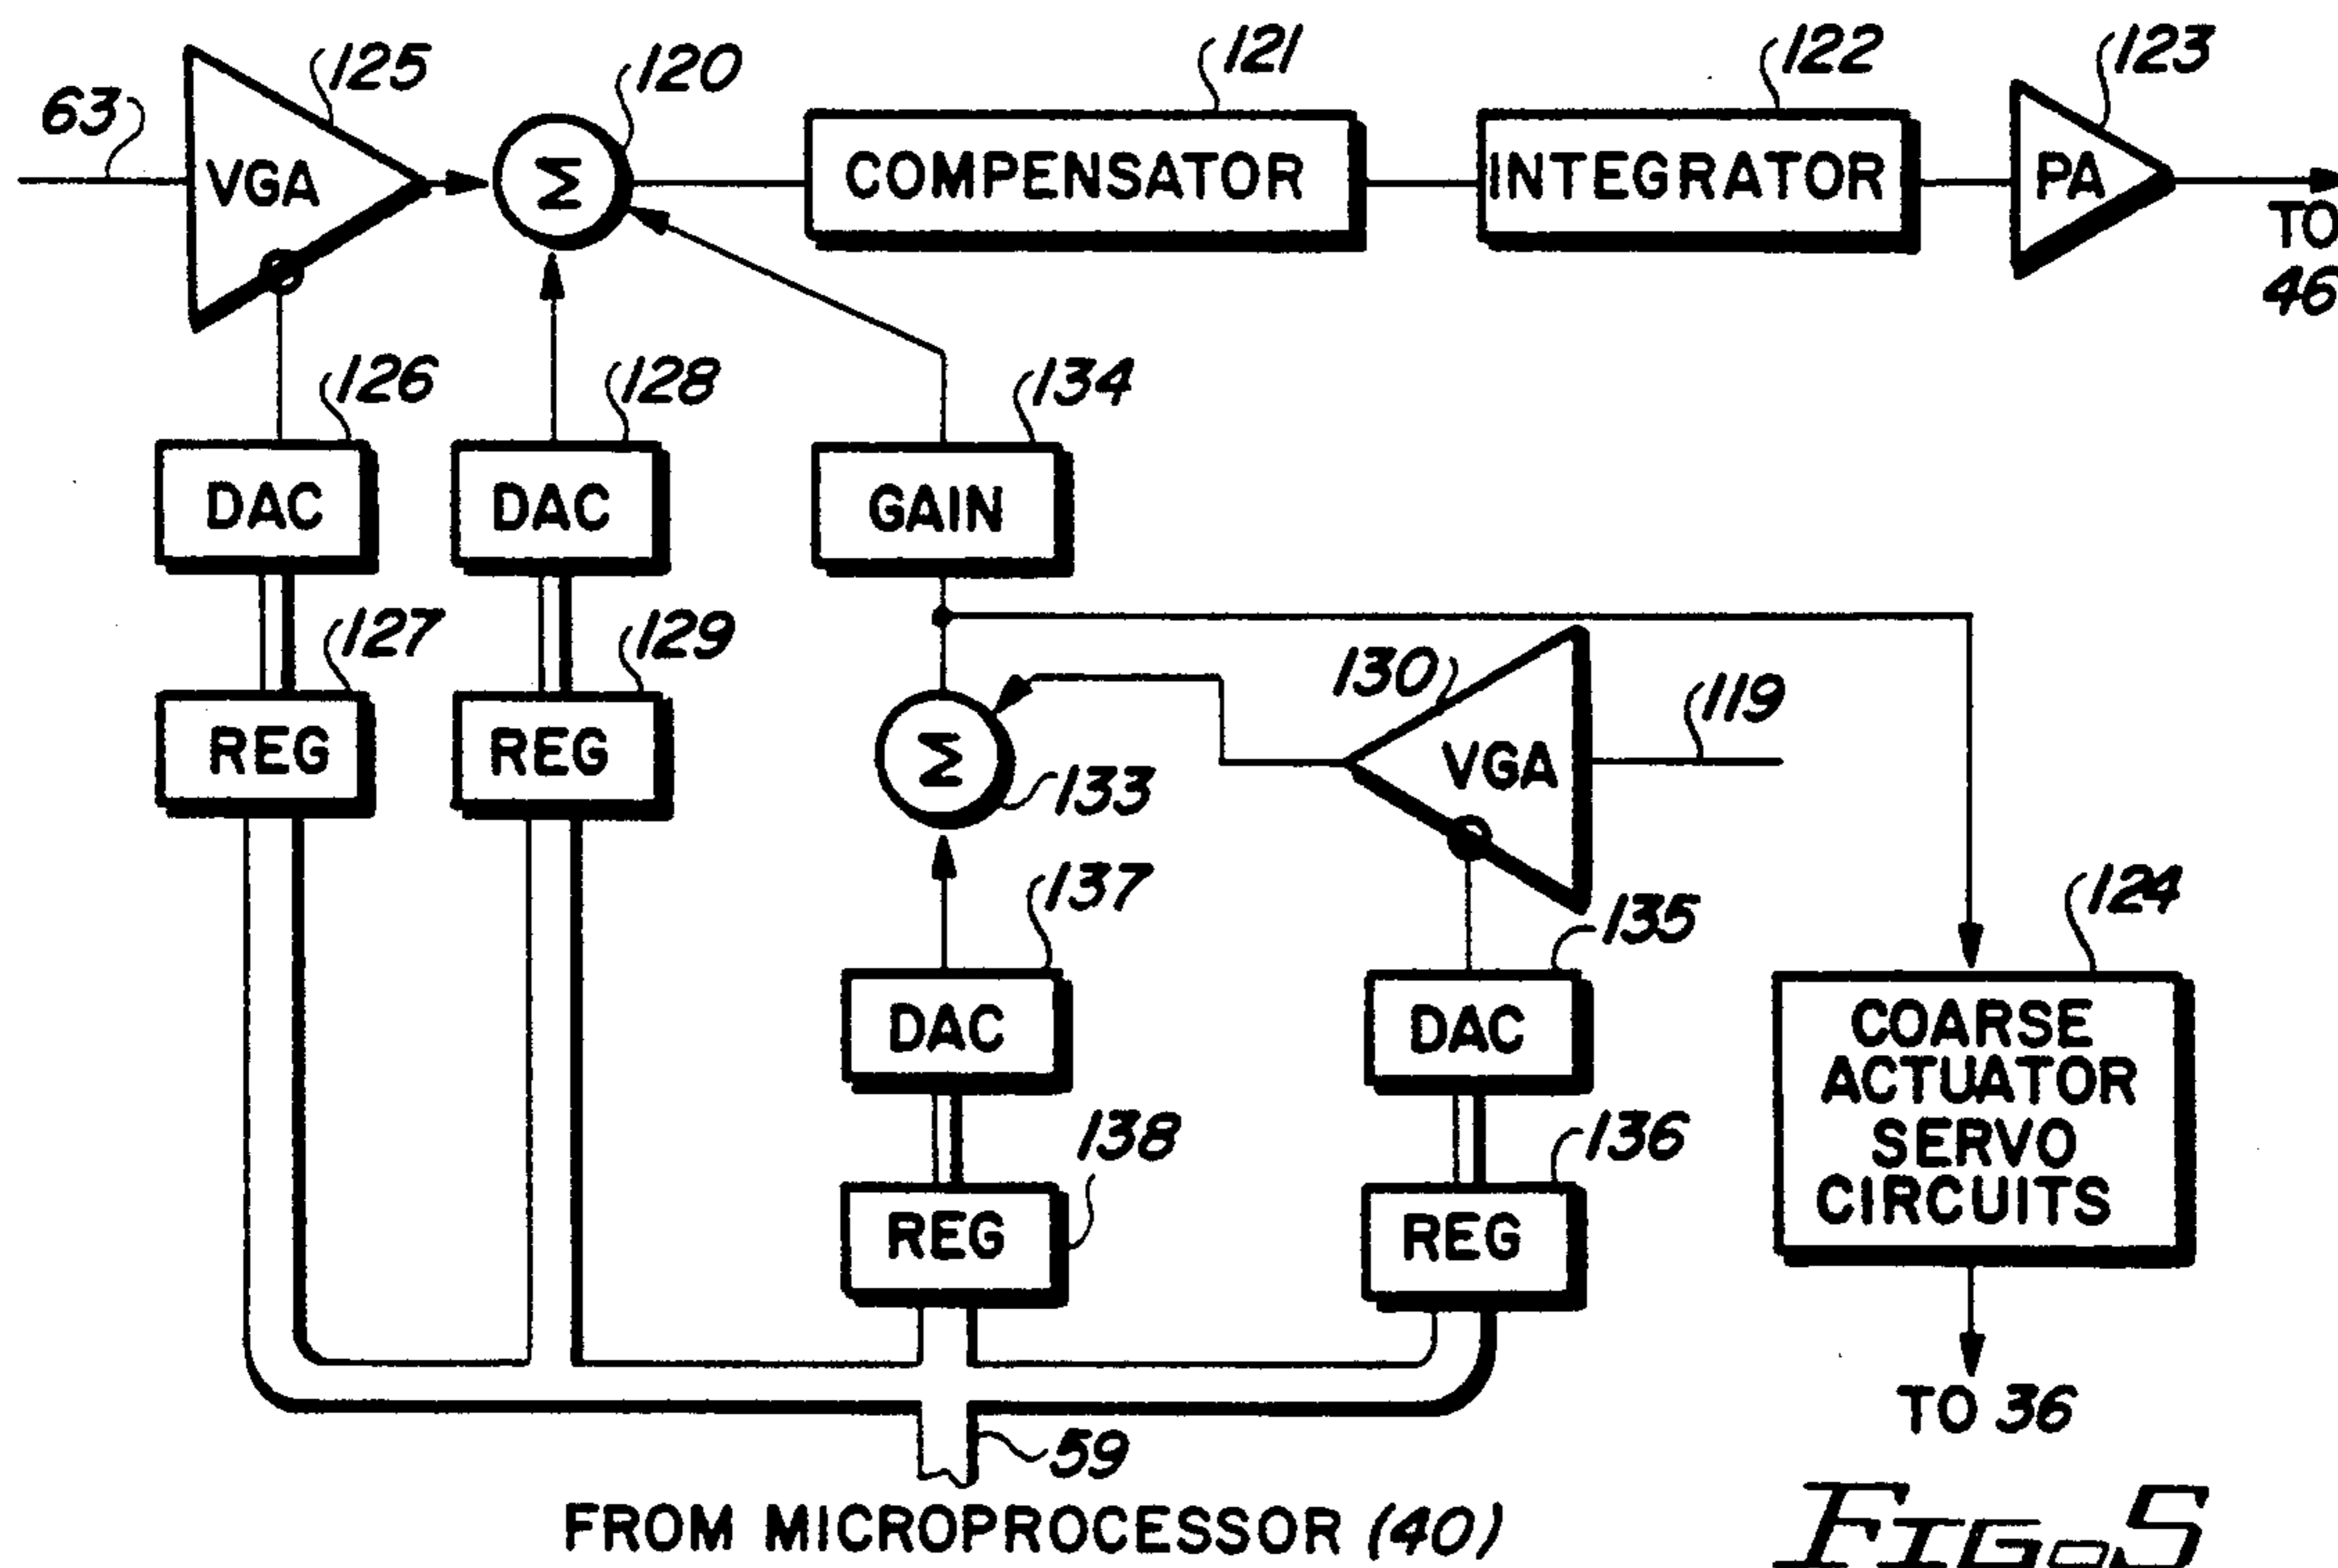 125
120
121
122
123
63
VGA
Σ
COMPENSATOR
INTEGRATOR
PA
TO
46
126
128
134
DAC
DAC
GAIN
127
129
130
119
REG
REG
Σ
VGA
133
137
135
124
DAC
DAC
COARSE
ACTUATOR
SERVO
CIRCUITS
138
136
REG
REG
TO 36
59
FROM MICROPROCESSOR (40)
FIG. 5